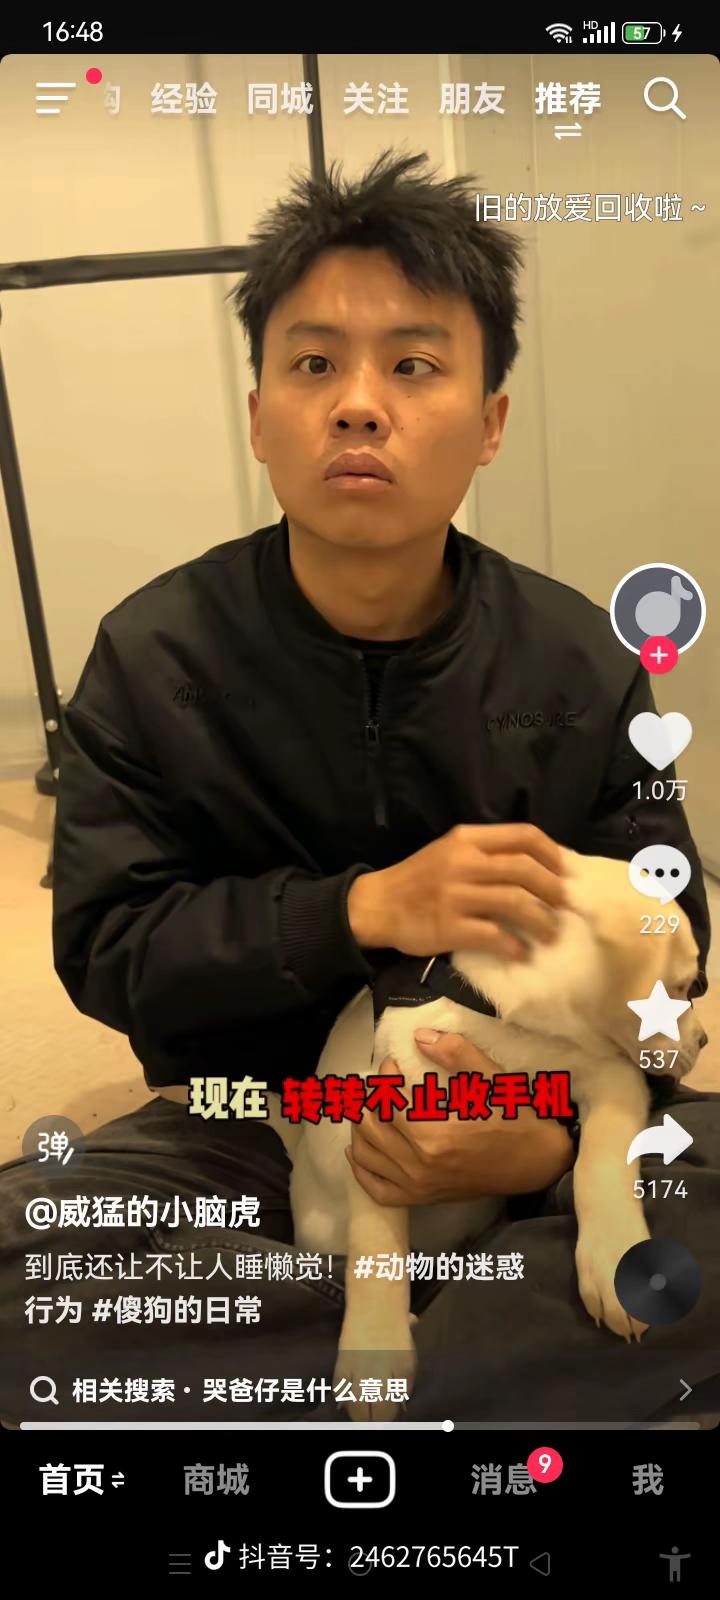 16:48
HD
57
经验 同城 关注 朋友 推荐
旧的放爱回收啦~
CYNOSURE
1.0万
229
537
现在 转转不止收手机
弹
5174
@威猛的小脑虎
到底还让不让人睡懒觉！#动物的迷惑
行为 #傻狗的日常
相关搜索·哭爸仔是什么意思
首页 商城 消息 9 我
抖音号：2462765645T